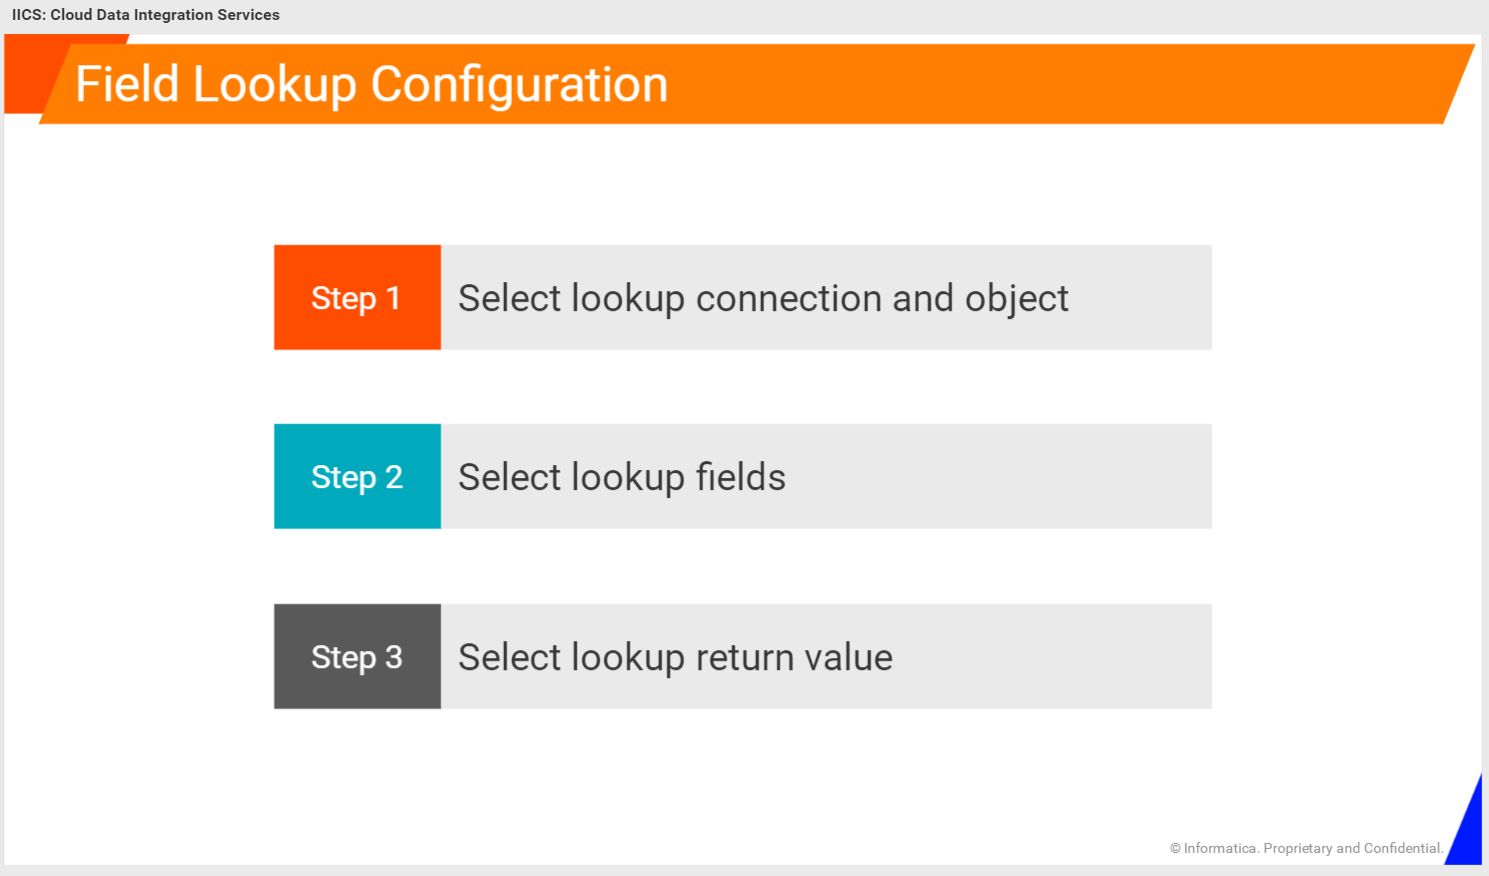 IICS: Cloud Data Integration Services
Field Lookup Configuration
Step 1
Select lookup connection and object
Step 2
Select lookup fields
Step 3
Select lookup return value
© Informatica. Proprietary and Confidential.